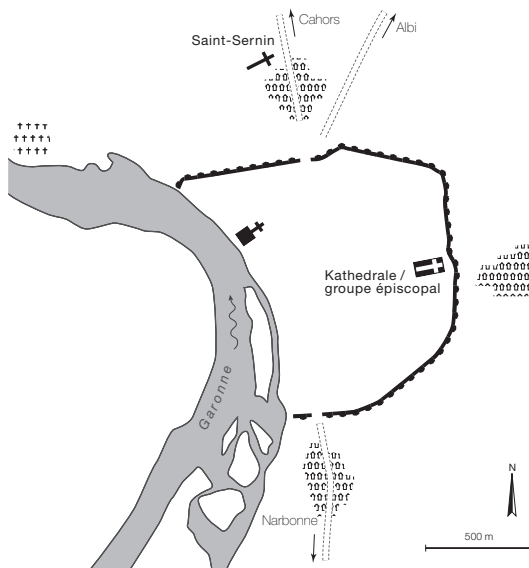 Cahors
Albi
Saint-Sernin
Kathedrale /
groupe épiscopal
Garonne
N
Narbonne
500 m